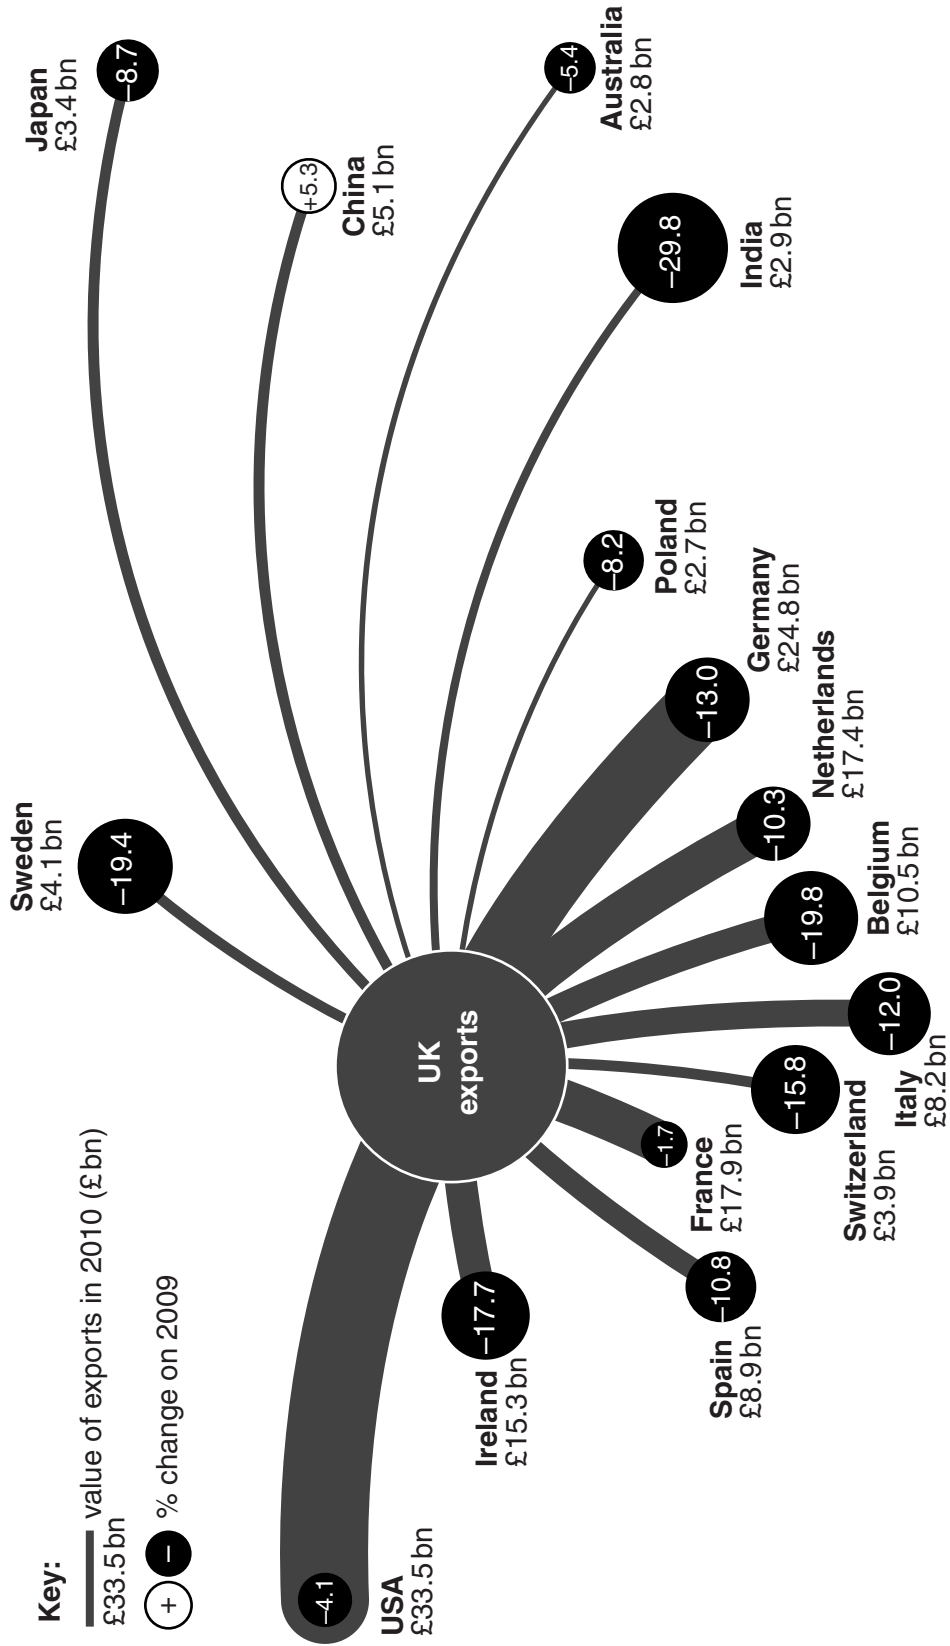 Key:
value of exports in 2010 (£bn)
£33.5bn
+ – % change on 2009
UK
exports
–4.1
USA
£33.5bn
–17.7
Ireland
£15.3bn
–10.8
Spain
£8.9bn
–1.7
France
£17.9bn
–15.8
Switzerland
£3.9bn
–12.0
Italy
£8.2bn
–19.8
Belgium
£10.5bn
–10.3
Netherlands
£17.4bn
–13.0
Germany
£24.8bn
–8.2
Poland
£2.7bn
–29.8
India
£2.9bn
–5.4
Australia
£2.8bn
+5.3
China
£5.1bn
Japan
£3.4bn
–8.7
Sweden
£4.1bn
–19.4